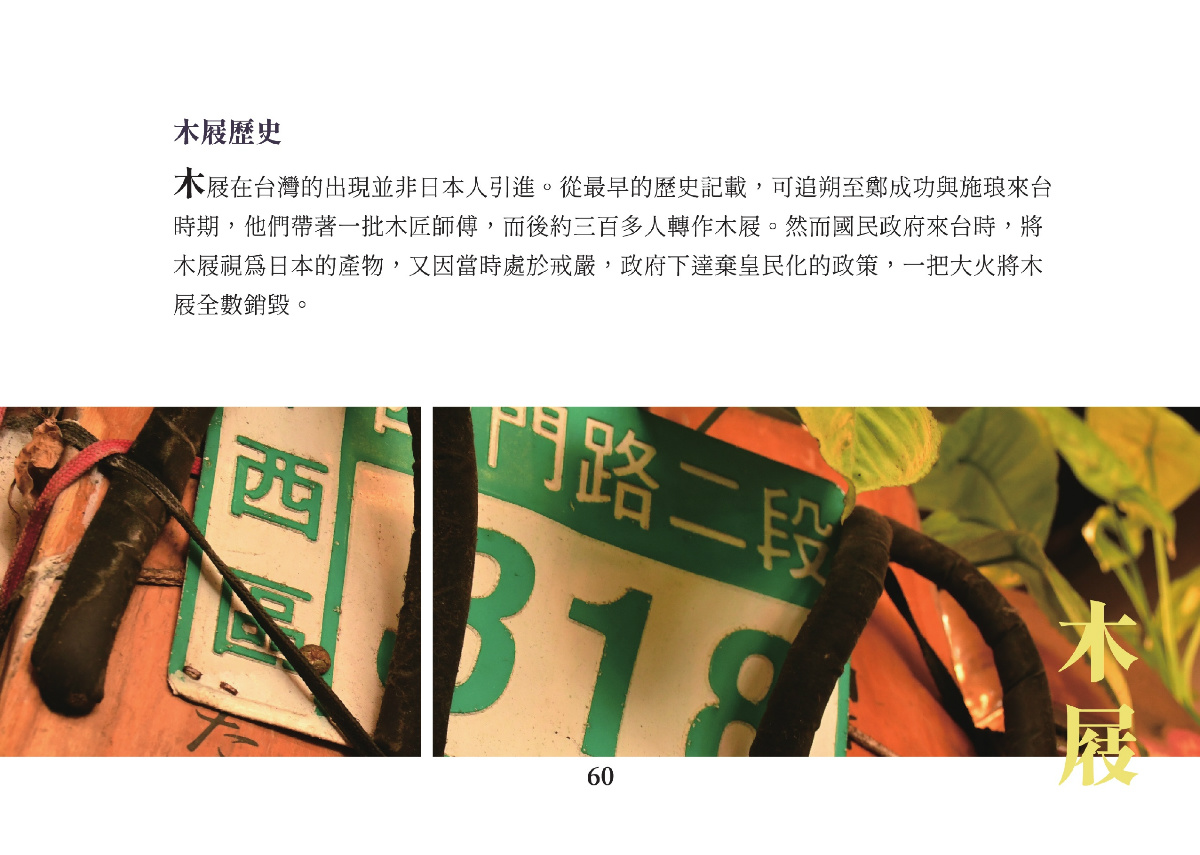 木屐歷史
木屐在台灣的出現並非日本人引進。從最早的歷史記載，可追朔至鄭成功與施琅來台
時期，他們帶著一批木匠師傅，而後約三百多人轉作木屐。然而國民政府來台時，將
木屐視爲日本的產物，又因當時處於戒嚴，政府下達棄皇民化的政策，一把大火將木
屐全數銷毀。
西
區
門路二段
318
木
屐
60